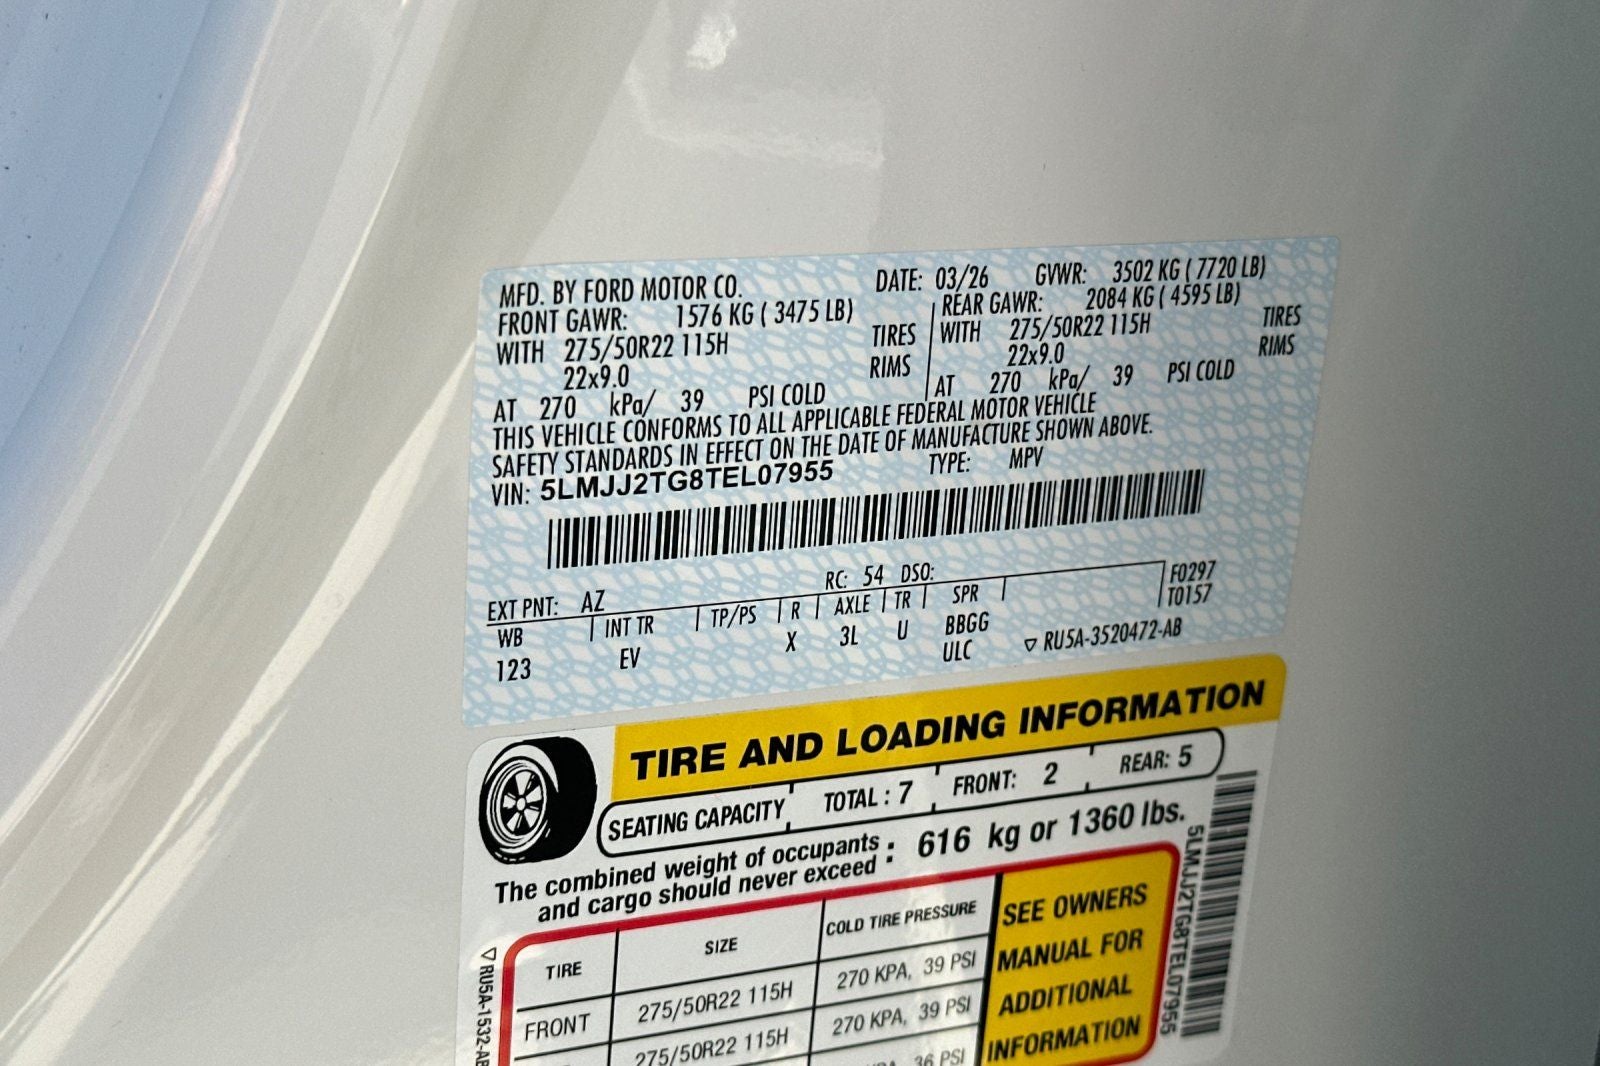 MFD. BY FORD MOTOR CO. DATE: 03/26 GVWR: 3502 KG ( 7720 LB)
FRONT GAWR: 1576 KG ( 3475 LB) REAR GAWR: 2084 KG ( 4595 LB)
WITH 275/50R22 115H TIRES WITH 275/50R22 115H TIRES
22x9.0 RIMS 22x9.0 RIMS
AT 270 kPa/ 39 PSI COLD AT 270 kPa/ 39 PSI COLD
THIS VEHICLE CONFORMS TO ALL APPLICABLE FEDERAL MOTOR VEHICLE
SAFETY STANDARDS IN EFFECT ON THE DATE OF MANUFACTURE SHOWN ABOVE.
VIN: 5LMJJ2TG8TEL07955 TYPE: MPV
EXT PNT: AZ RC: 54 DSO: F0297
WB INT TR TP/PS R AXLE TR SPR T0157
123 EV X 3L U BBGG
ULC ▽ RU5A-3520472-AB
TIRE AND LOADING INFORMATION
SEATING CAPACITY TOTAL : 7 FRONT: 2 REAR: 5
The combined weight of occupants and cargo should never exceed : 616 kg or 1360 lbs.
TIRE SIZE COLD TIRE PRESSURE
FRONT 275/50R22 115H 270 KPA, 39 PSI
275/50R22 115H 270 KPA, 39 PSI
36 PSI
SEE OWNERS
MANUAL FOR
ADDITIONAL
INFORMATION
5LMJJ2TG8TEL07955
▽ RU5A-1532-AB